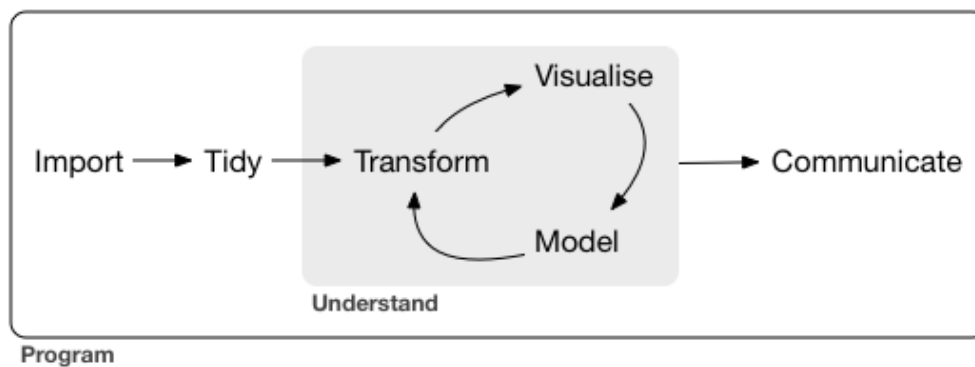 Visualise
Import
Tidy
Transform
Communicate
Model
Understand
Program